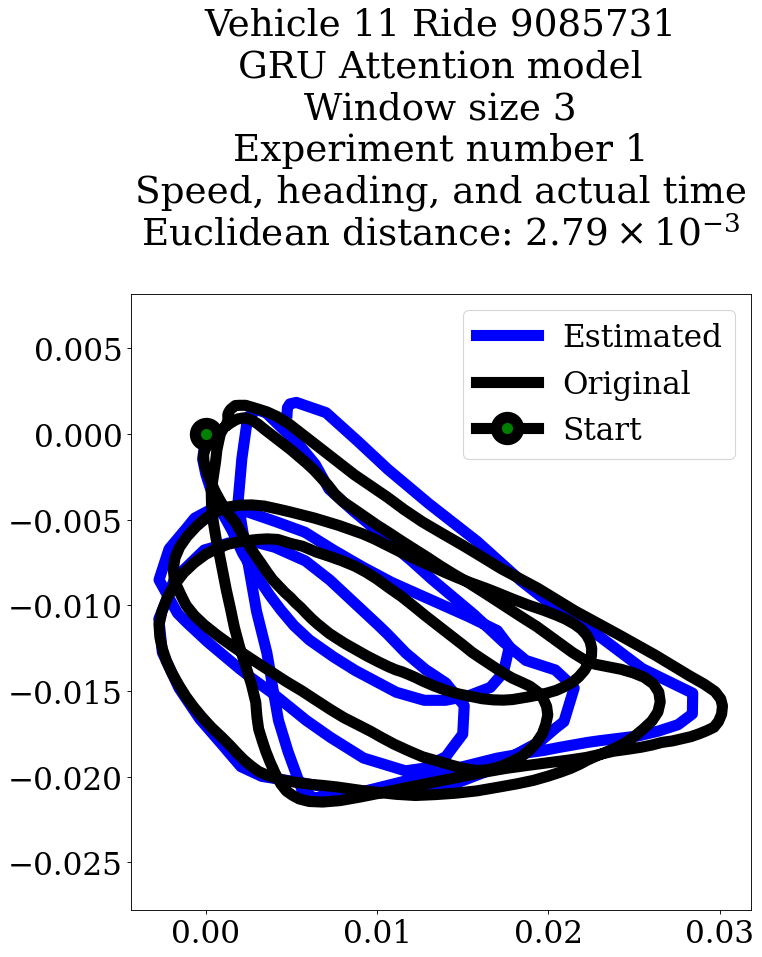 Vehicle 11 Ride 9085731
GRU Attention model
Window size 3
Experiment number 1
Speed, heading, and actual time
Euclidean distance: 2.79 × 10⁻³
Estimated
Original
Start
0.005
0.000
−0.005
−0.010
−0.015
−0.020
−0.025
0.00 0.01 0.02 0.03